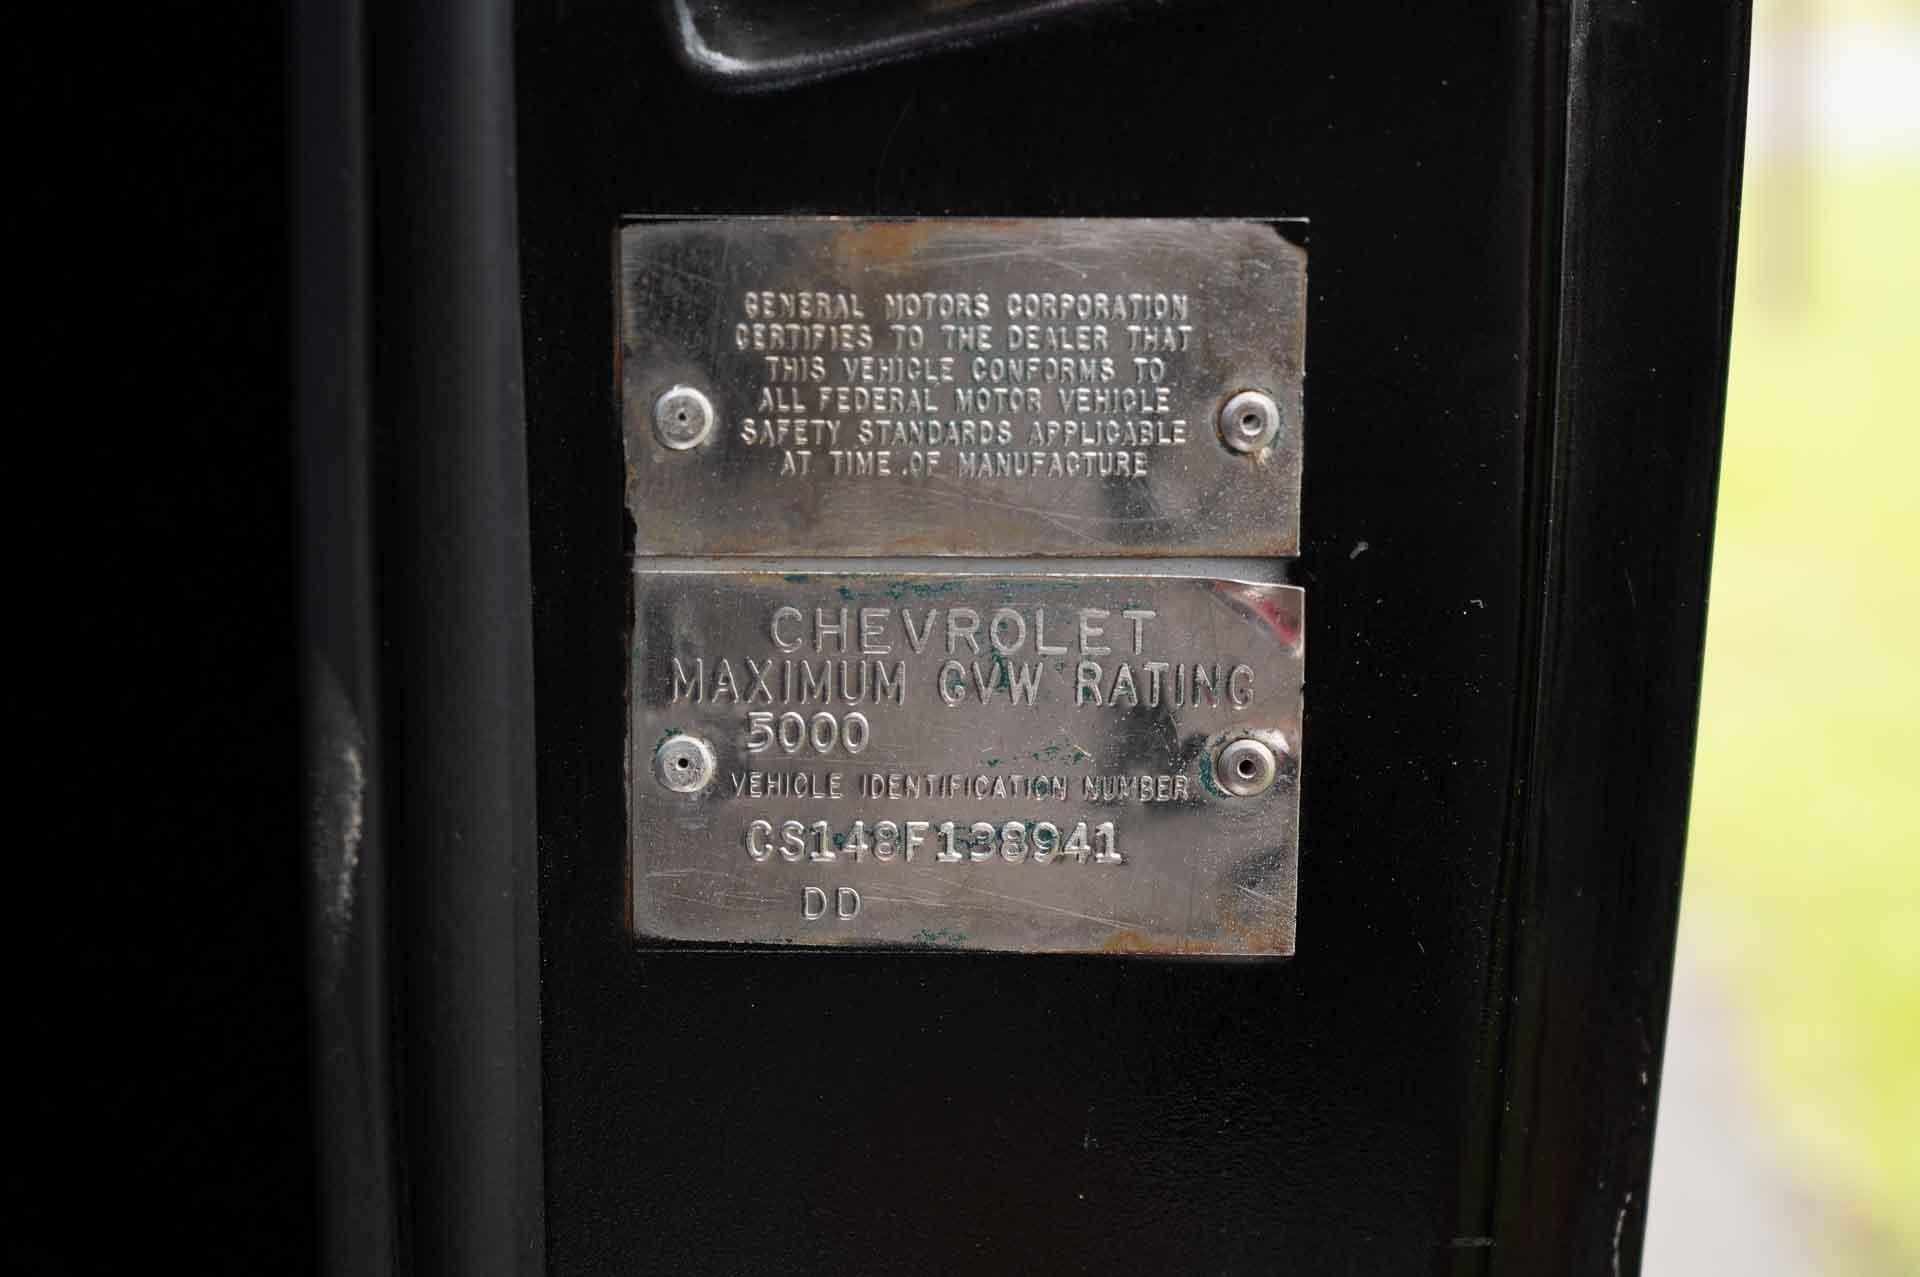 GENERAL MOTORS CORPORATION
CERTIFIES TO THE DEALER THAT
THIS VEHICLE CONFORMS TO
ALL FEDERAL MOTOR VEHICLE
SAFETY STANDARDS APPLICABLE
AT TIME OF MANUFACTURE
CHEVROLET
MAXIMUM GVW RATING
5000
VEHICLE IDENTIFICATION NUMBER
CS148F138941
DD